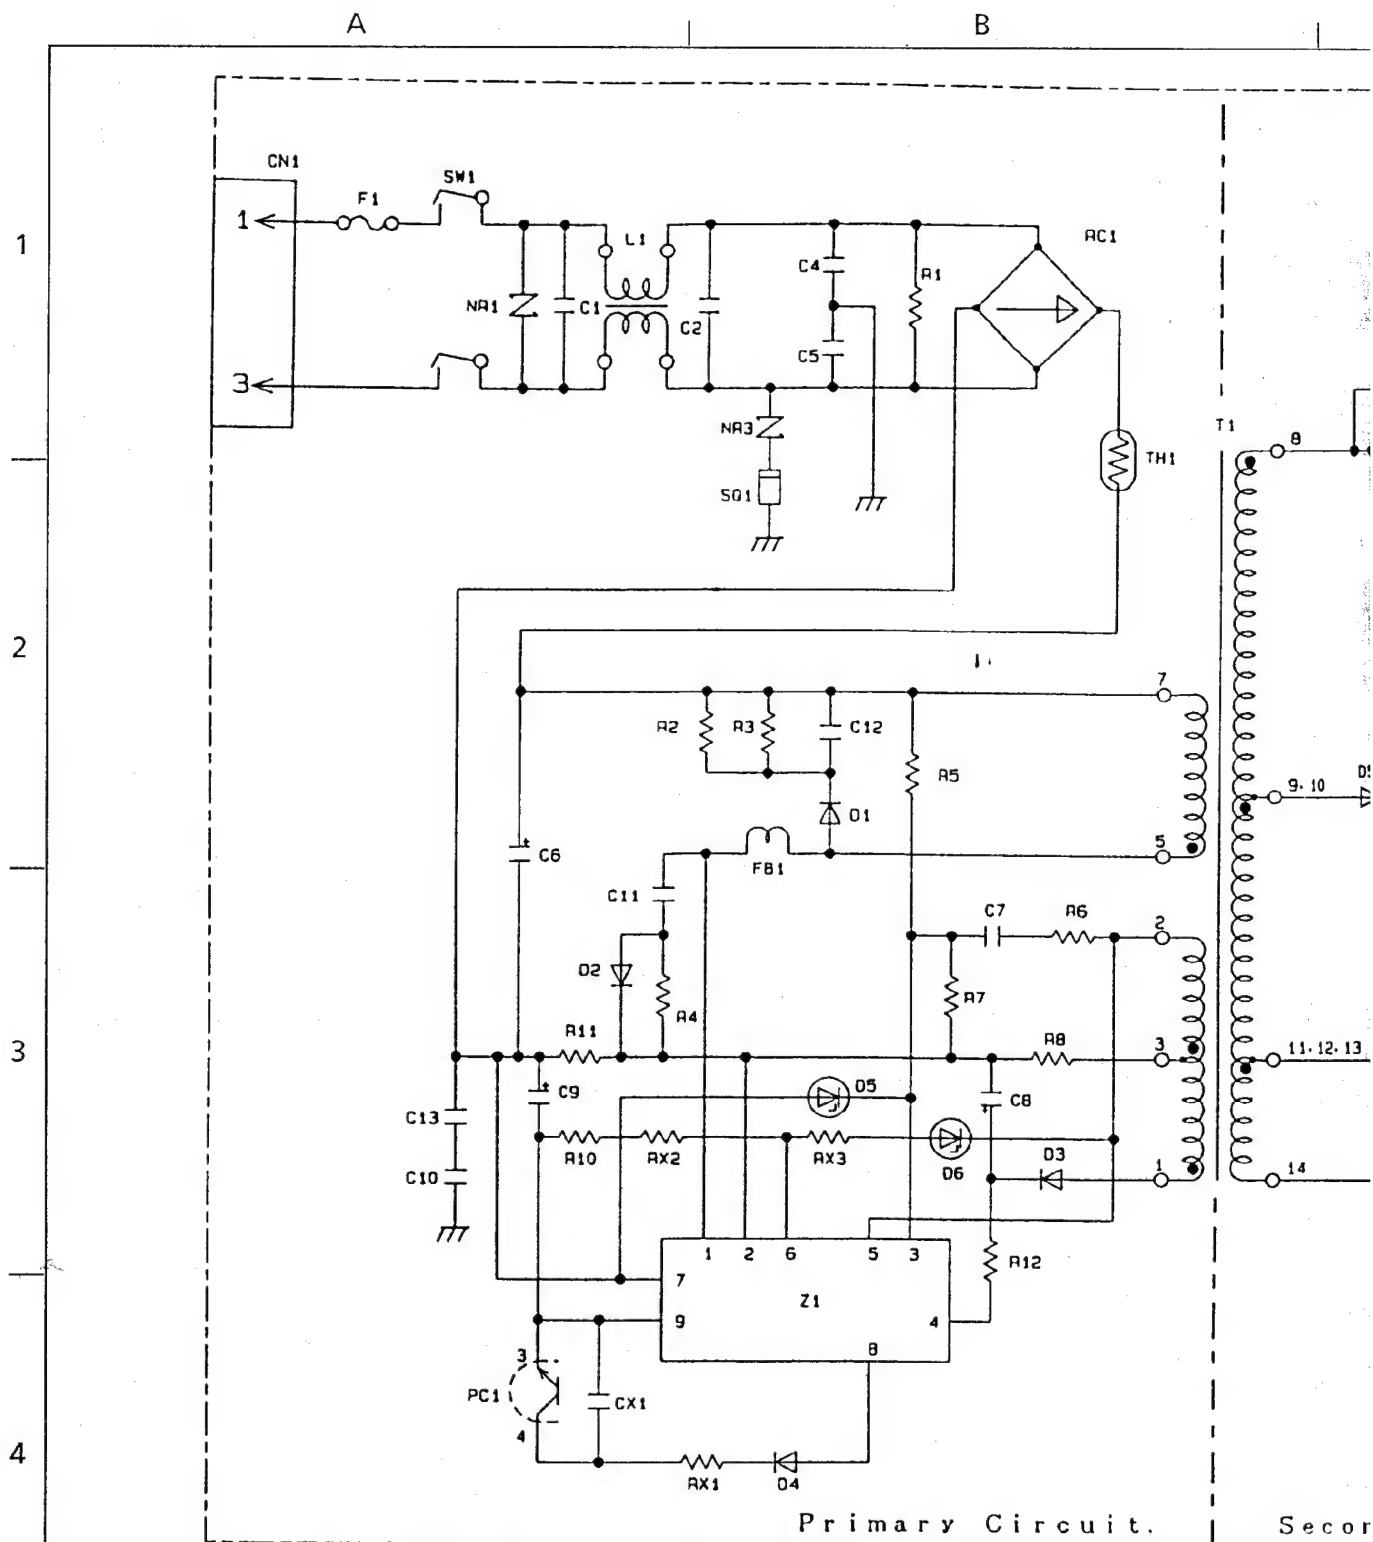 A B
CN1
SW1
F1
1
1
L1
RC1
C4
R1
NR1
C1
C2
C5
3
NR3
T1
8
TH1
SQ1
2
7
R2
R3
C12
R5
9.10
D1
5
C6
FB1
C11
C7
R6
2
D2
R7
R4
R11
R8
3
3
11.12.13
C9
D5
C8
C13
R10
RX2
RX3
D6
D3
C10
1
14
1 2 6 5 3
R12
7
Z1
9
4
8
3
PC1
CX1
4
4
RX1
D4
Primary Circuit.